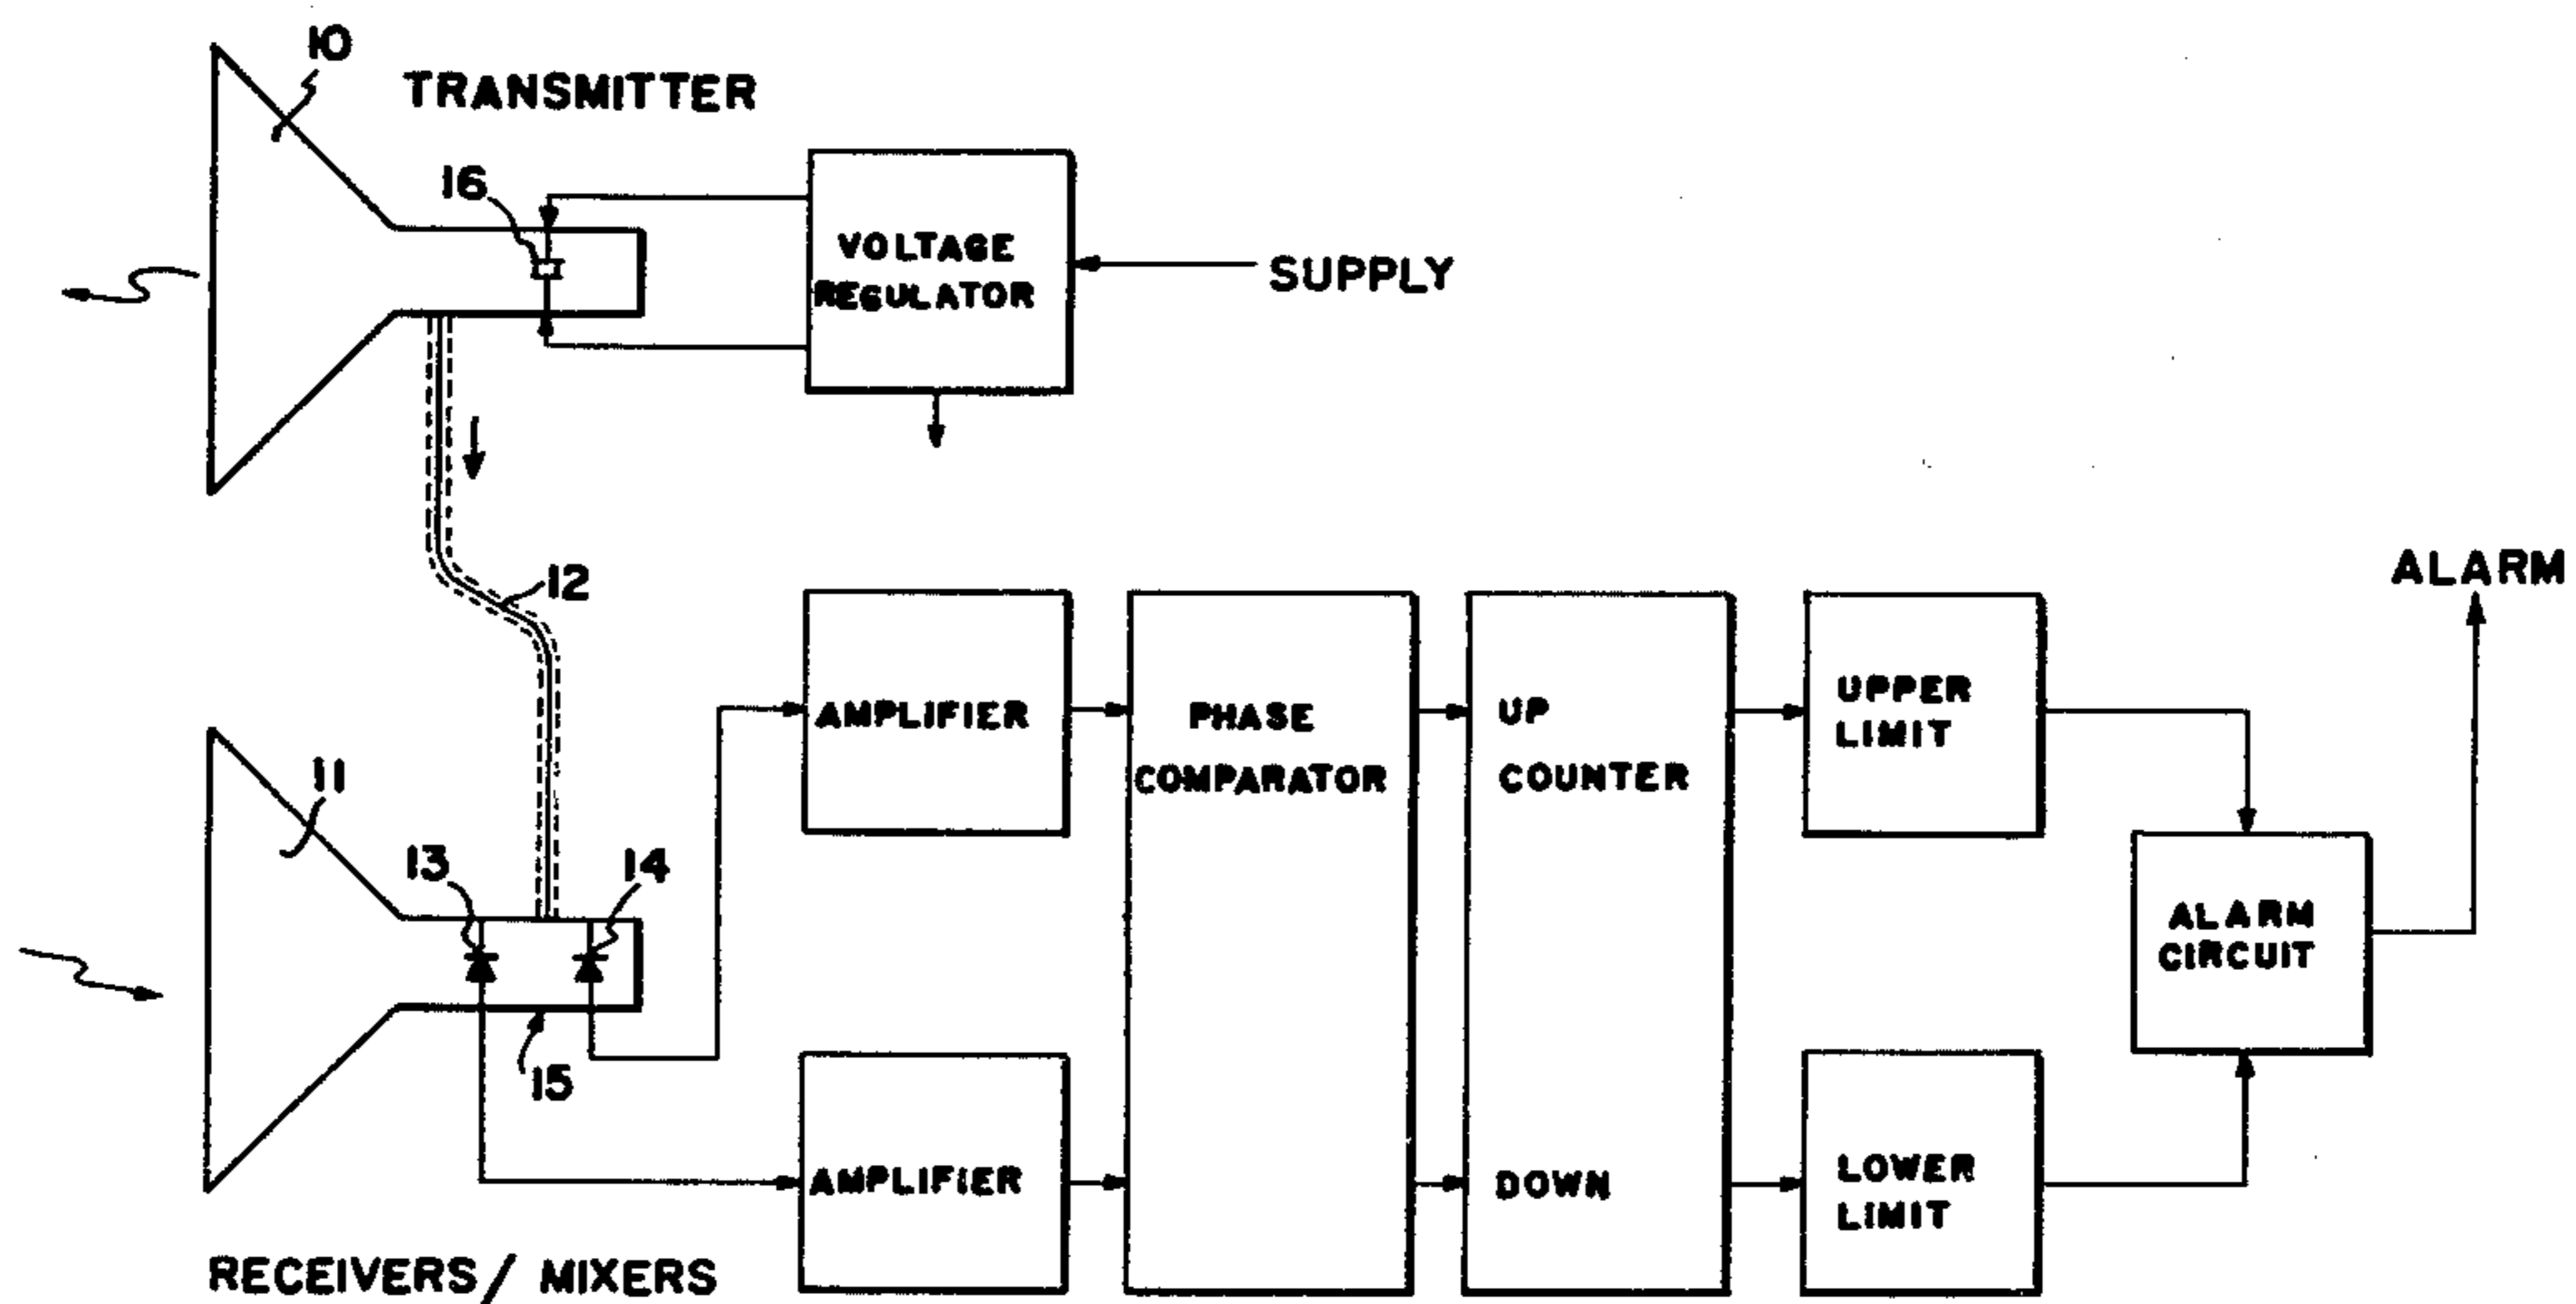 10
TRANSMITTER
16
VOLTAGE
REGULATOR
SUPPLY
12
ALARM
11
13
14
15
RECEIVERS/ MIXERS
AMPLIFIER
AMPLIFIER
PHASE
COMPARATOR
UP
COUNTER
DOWN
UPPER
LIMIT
LOWER
LIMIT
ALARM
CIRCUIT